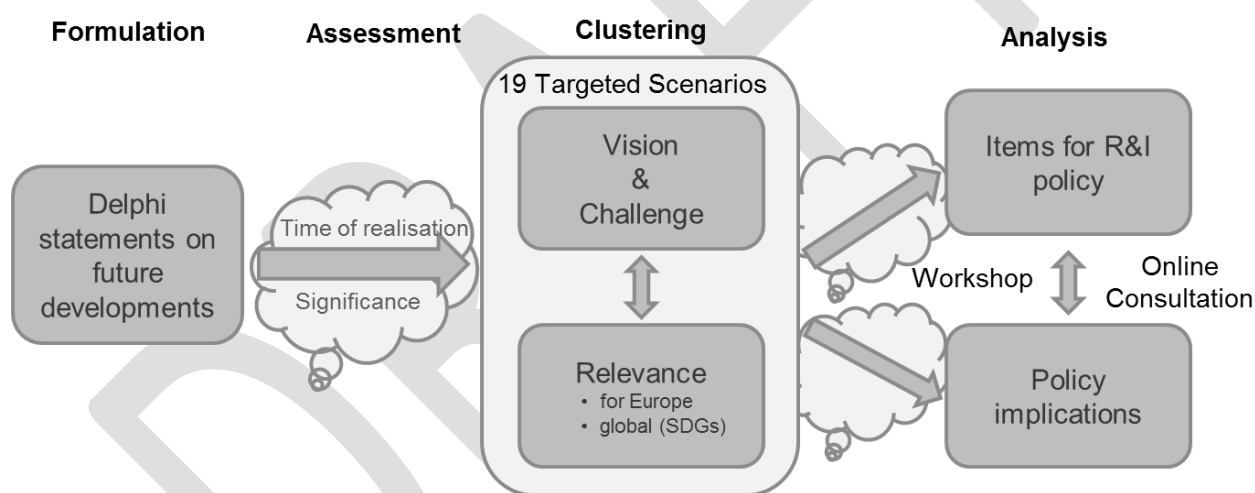 Formulation
Assessment
Clustering
Analysis
19 Targeted Scenarios
Delphi
statements on
future
developments
Time of realisation
Significance
Vision
&
Challenge
Relevance
• for Europe
• global (SDGs)
Items for R&I
policy
Workshop
Online
Consultation
Policy
implications